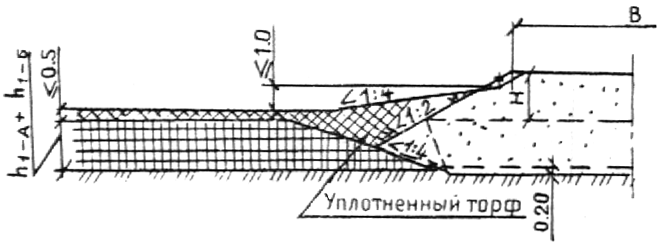 B
≤1.0
≤0.5
h1-А + h1-Б
<1:4
<1:2
H
<1:4
Уплотненный торф
0.20